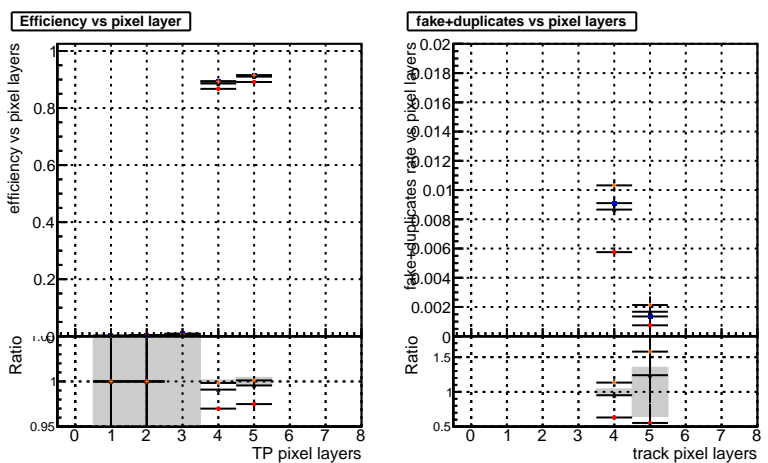 Efficiency vs pixel layer
efficiency vs pixel layers
1
0.8
0.6
0.4
0.2
0
Ratio
1
0.95
0 1 2 3 4 5 6 7 8
TP pixel layers
fake+duplicates vs pixel layers
fake+duplicates rate vs pixel layers
0.02
0.018
0.016
0.014
0.012
0.01
0.008
0.006
0.004
0.002
0
Ratio
1.5
1
0.5
0 1 2 3 4 5 6 7 8
track pixel layers